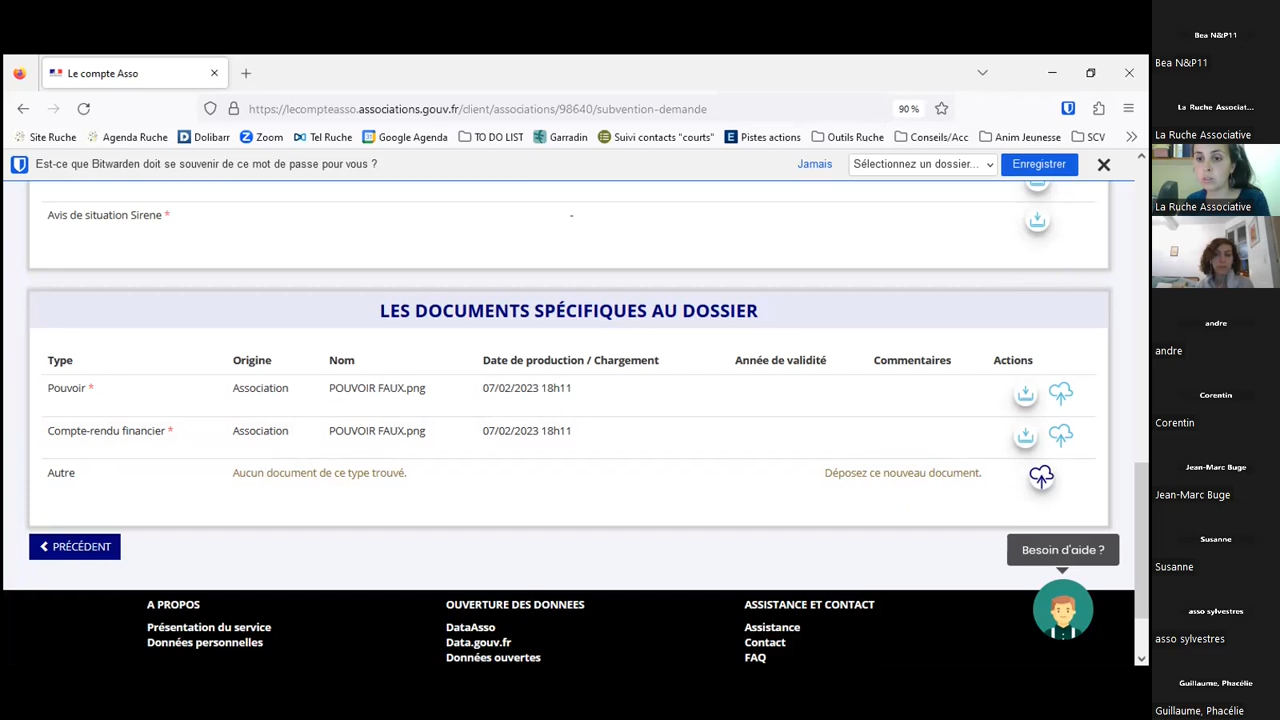 Le compte Asso
https://lecompteasso.associations.gouv.fr/client/associations/98640/subvention-demande
90 %
Site Ruche Agenda Ruche Dolibarr Zoom Tel Ruche Google Agenda TO DO LIST Garradin Suivi contacts "courts" Pistes actions Outils Ruche Conseils/Acc Anim Jeunesse SCV
Est-ce que Bitwarden doit se souvenir de ce mot de passe pour vous ?
Jamais
Sélectionnez un dossier...
Enregistrer
Avis de situation Sirene * -
LES DOCUMENTS SPÉCIFIQUES AU DOSSIER
Type Origine Nom Date de production / Chargement Année de validité Commentaires Actions
Pouvoir * Association POUVOIR FAUX.png 07/02/2023 18h11
Compte-rendu financier * Association POUVOIR FAUX.png 07/02/2023 18h11
Autre Aucun document de ce type trouvé. Déposez ce nouveau document.
PRÉCÉDENT
Besoin d'aide ?
A PROPOS
Présentation du service
Données personnelles
OUVERTURE DES DONNEES
DataAsso
Data.gouv.fr
Données ouvertes
ASSISTANCE ET CONTACT
Assistance
Contact
FAQ
Bea N&P11
Bea N&P11
La Ruche Associat...
La Ruche Associative
La Ruche Associative
andre
andre
Corentin
Corentin
Jean-Marc Buge
Jean-Marc Buge
Susanne
Susanne
asso sylvestres
asso sylvestres
Guillaume, Phacélie
Guillaume, Phacélie